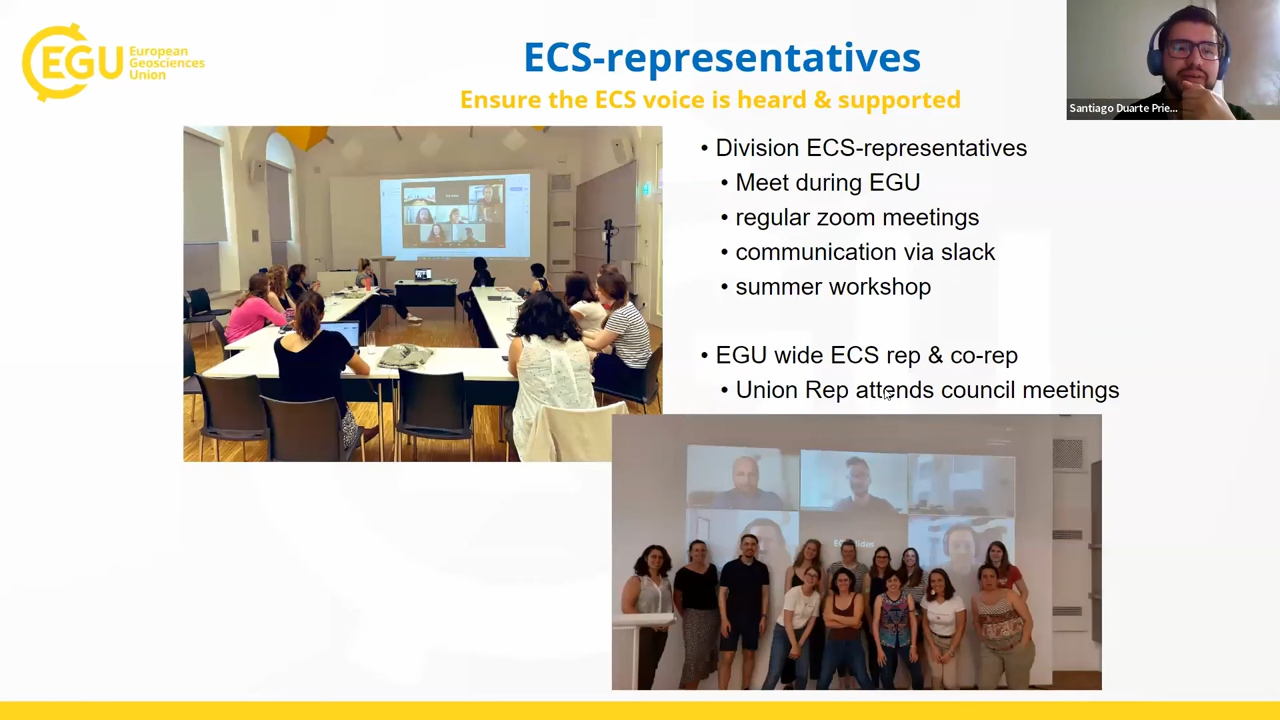 EGU European
Geosciences
Union
ECS-representatives
Ensure the ECS voice is heard & supported
Santiago Duarte Prie...
• Division ECS-representatives
• Meet during EGU
• regular zoom meetings
• communication via slack
• summer workshop
• EGU wide ECS rep & co-rep
• Union Rep attends council meetings